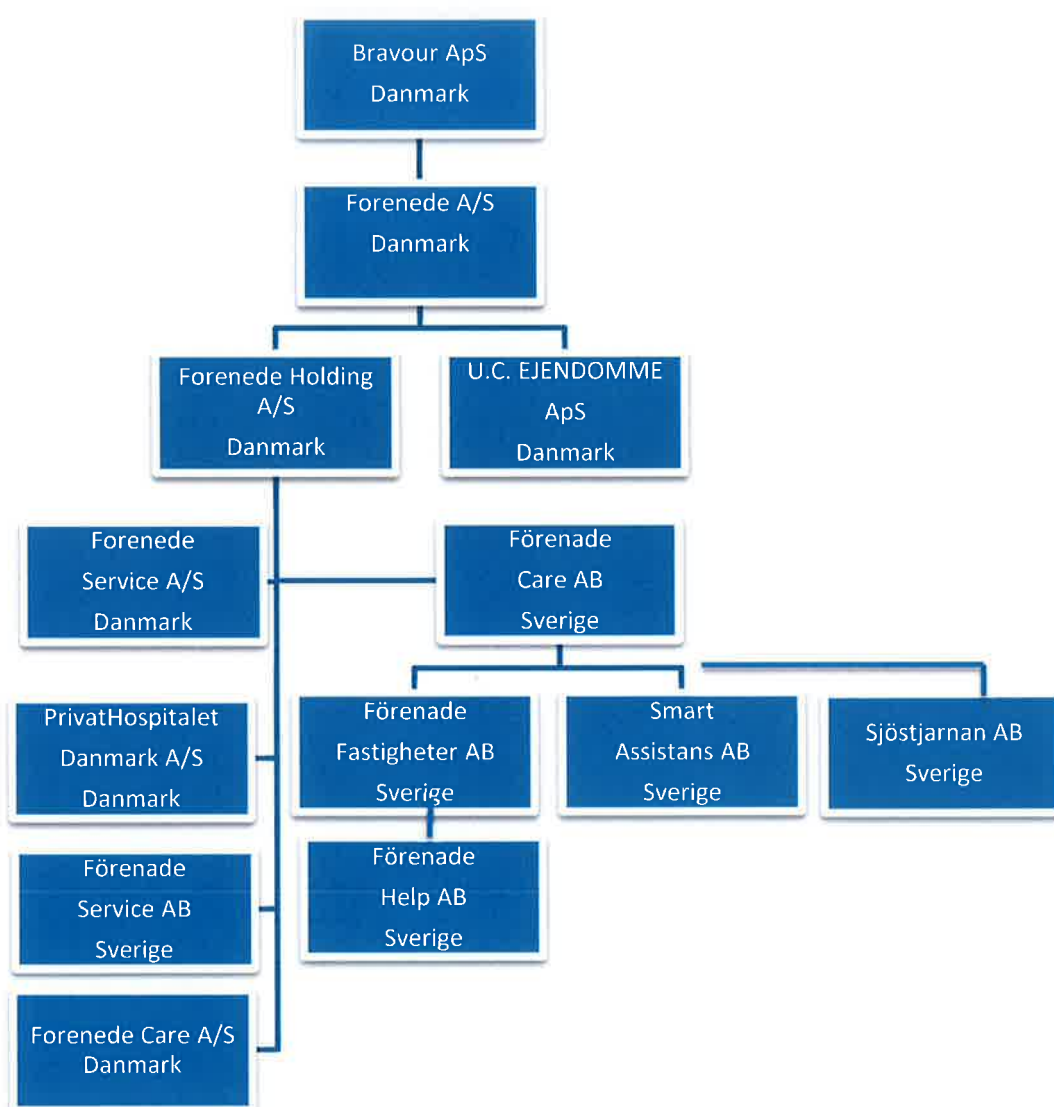 Bravour ApS
Danmark
Forenede A/S
Danmark
Forenede Holding
A/S
Danmark
U.C. EJENDOMME
ApS
Danmark
Forenede
Service A/S
Danmark
Förenade
Care AB
Sverige
PrivatHospitalet
Danmark A/S
Danmark
Förenade
Fastigheter AB
Sverige
Smart
Assistans AB
Sverige
Sjöstjarnan AB
Sverige
Förenade
Service AB
Sverige
Förenade
Help AB
Sverige
Forenede Care A/S
Danmark